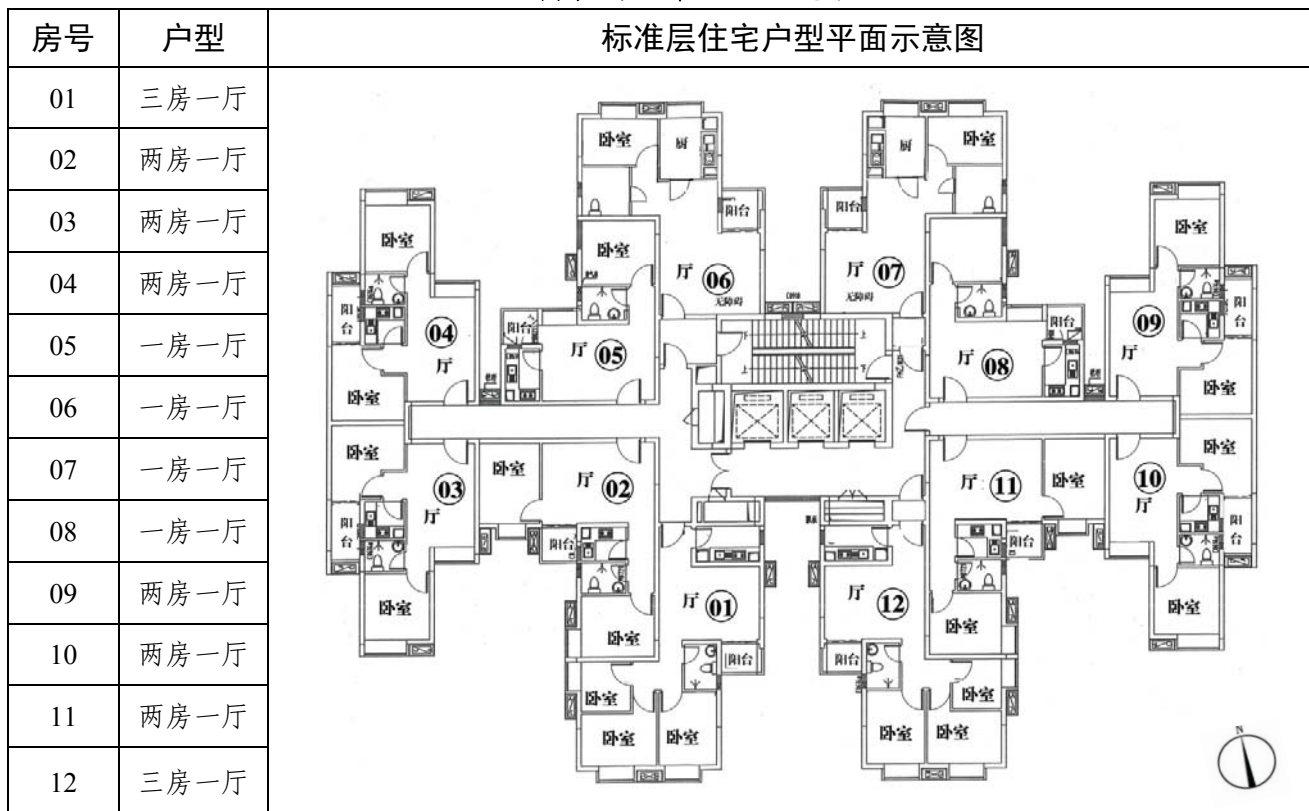 房号 户型 标准层住宅户型平面示意图
01 三房一厅
02 两房一厅
03 两房一厅
04 两房一厅
05 一房一厅
06 一房一厅
07 一房一厅
08 一房一厅
09 两房一厅
10 两房一厅
11 两房一厅
12 三房一厅
卧室 厨 厨 卧室
阳台 阳台
卧室 卧室 卧室
厅 06 厅 07
无障碍 无障碍
阳台 04 厅 阳台 厅 05 厅 08 阳台 09 厅 阳台
上 下
卧室 卧室
卧室 03 厅 卧室 厅 02 厅 11 卧室 10 厅 卧室
阳台 阳台 阳台 阳台
卧室 卧室 厅 01 厅 12 卧室 卧室
阳台 阳台
卧室 卧室
卧室 卧室 卧室 卧室
N